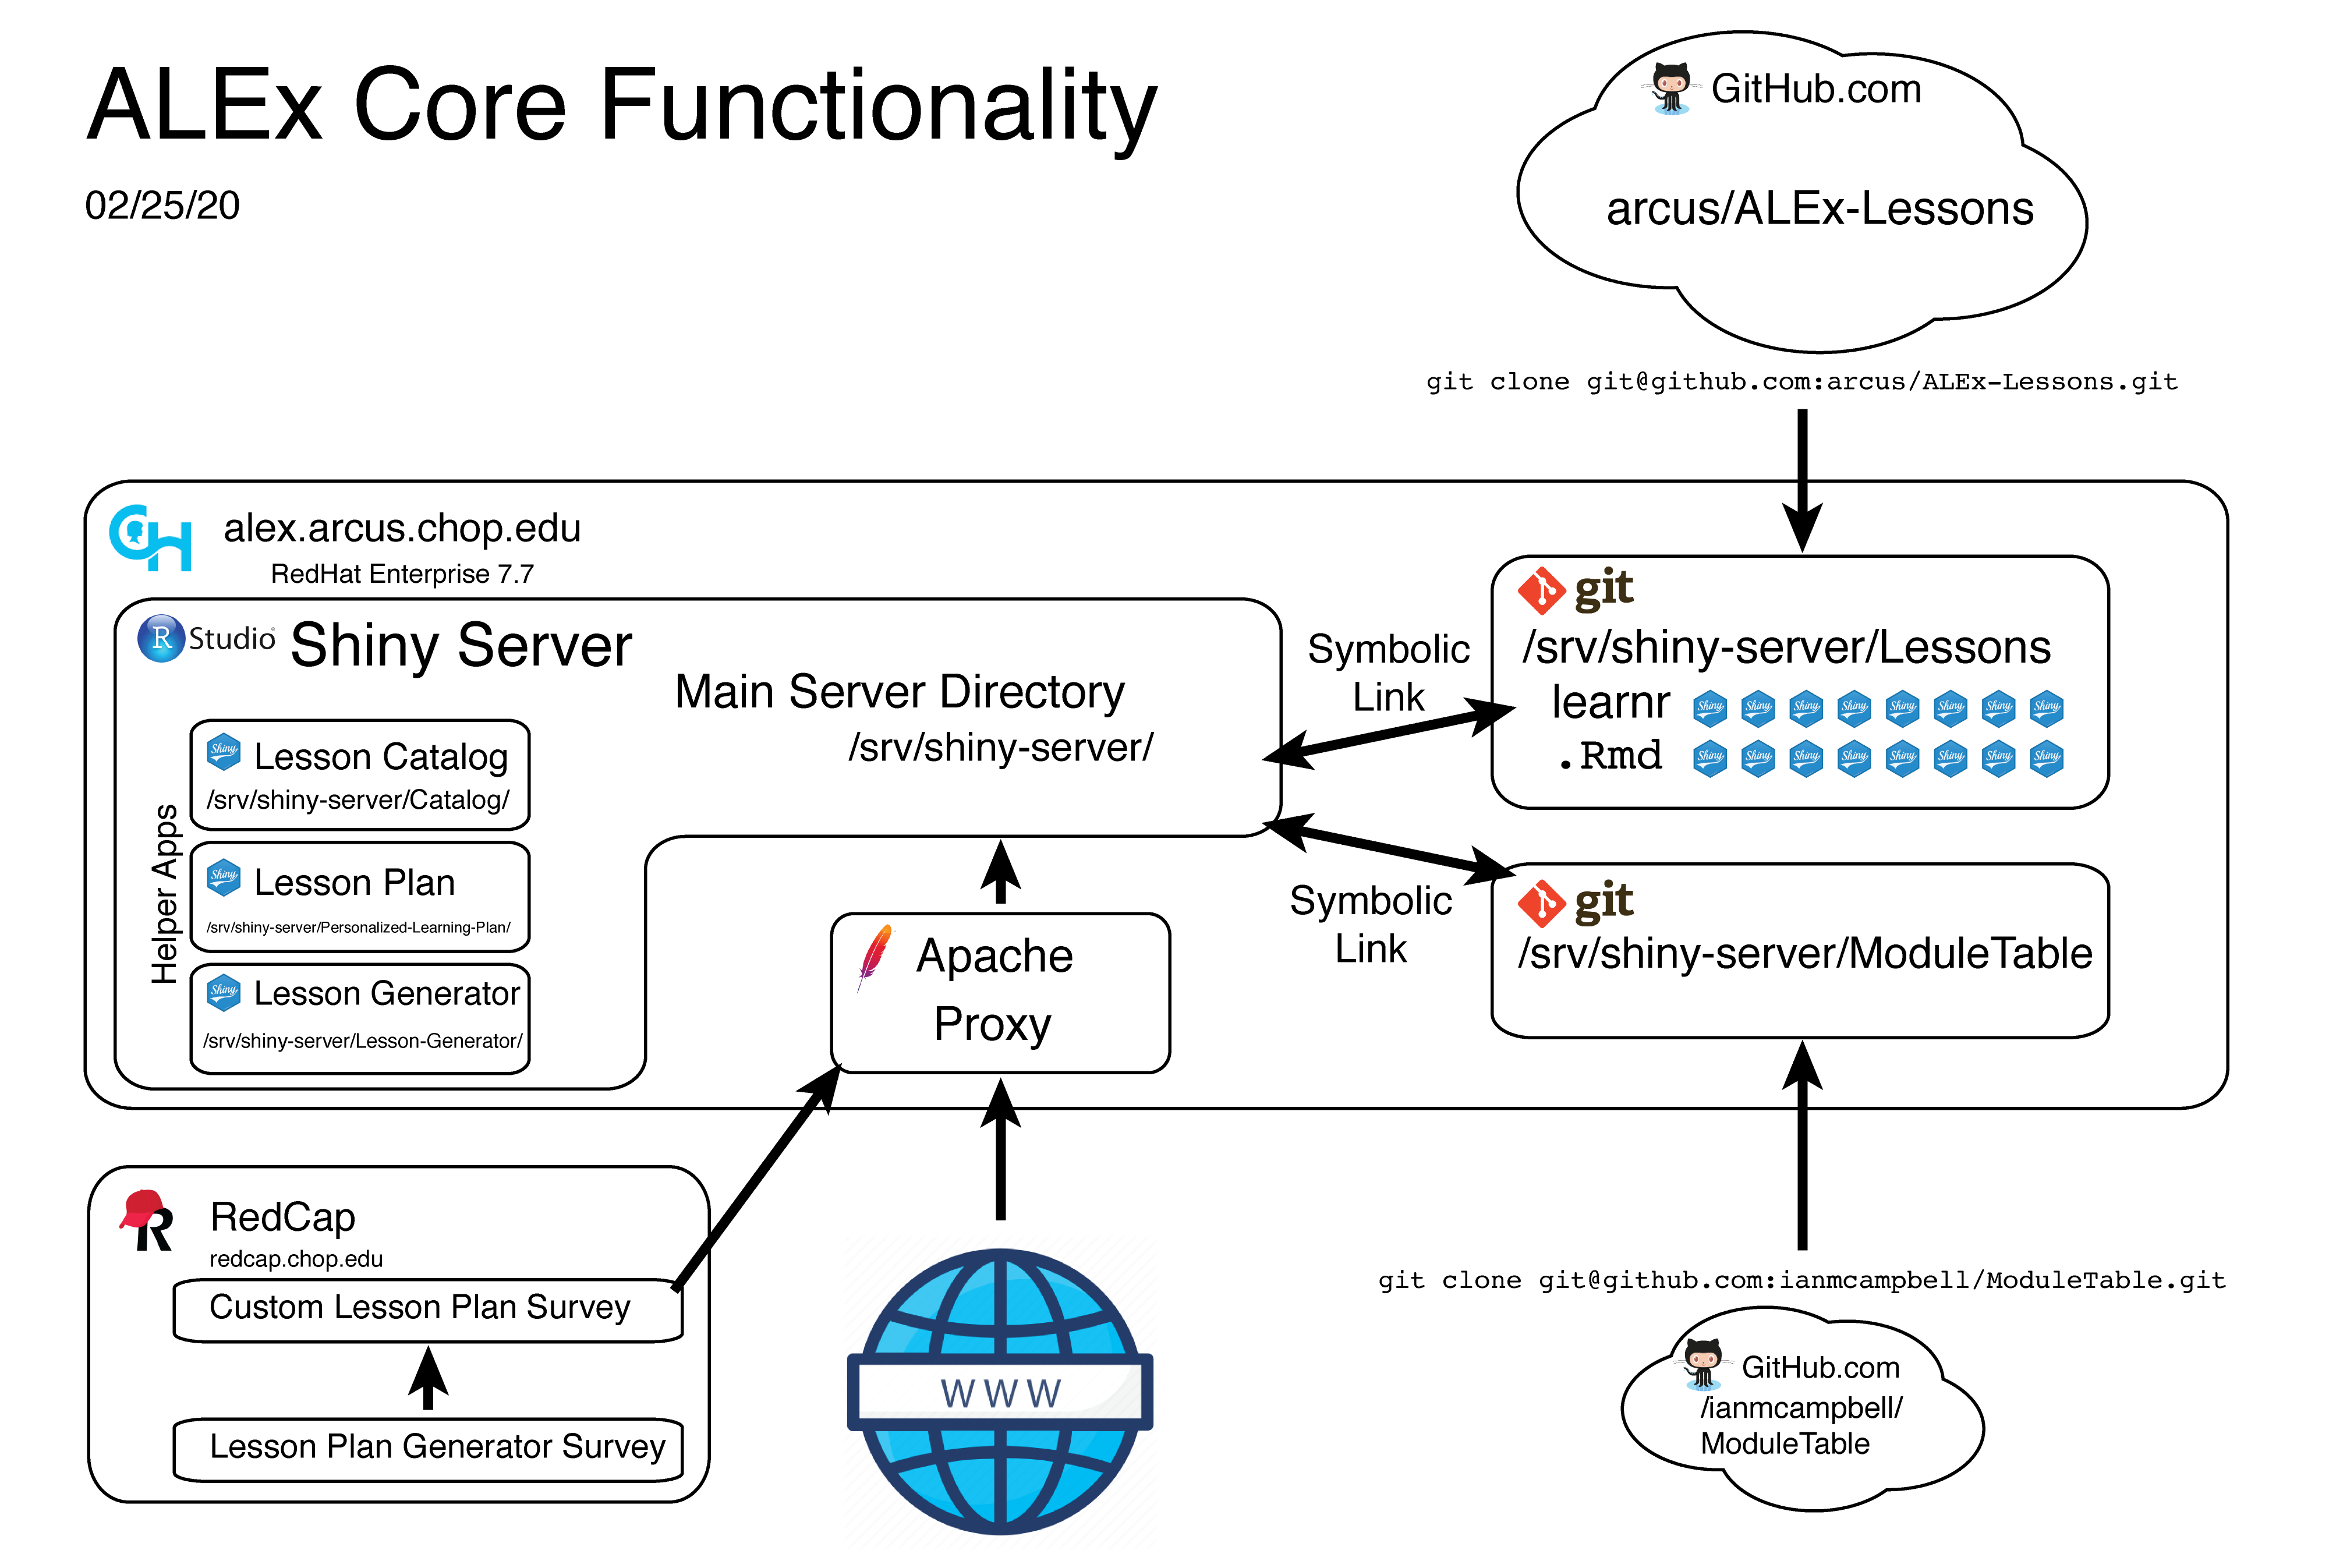 ALEx Core Functionality
02/25/20
GitHub.com
arcus/ALEx-Lessons
git clone git@github.com:arcus/ALEx-Lessons.git
CH
alex.arcus.chop.edu
RedHat Enterprise 7.7
R Studio
Shiny Server
Main Server Directory
/srv/shiny-server/
Helper Apps
Shiny
Lesson Catalog
/srv/shiny-server/Catalog/
Shiny
Lesson Plan
/srv/shiny-server/Personalized-Learning-Plan/
Shiny
Lesson Generator
/srv/shiny-server/Lesson-Generator/
Symbolic
Link
git
/srv/shiny-server/Lessons
learnr
Shiny Shiny Shiny Shiny Shiny Shiny Shiny Shiny
.Rmd
Shiny Shiny Shiny Shiny Shiny Shiny Shiny Shiny
Symbolic
Link
git
/srv/shiny-server/ModuleTable
Apache
Proxy
R
RedCap
redcap.chop.edu
Custom Lesson Plan Survey
Lesson Plan Generator Survey
WWW
git clone git@github.com:ianmcampbell/ModuleTable.git
GitHub.com
/ianmcampbell/
ModuleTable